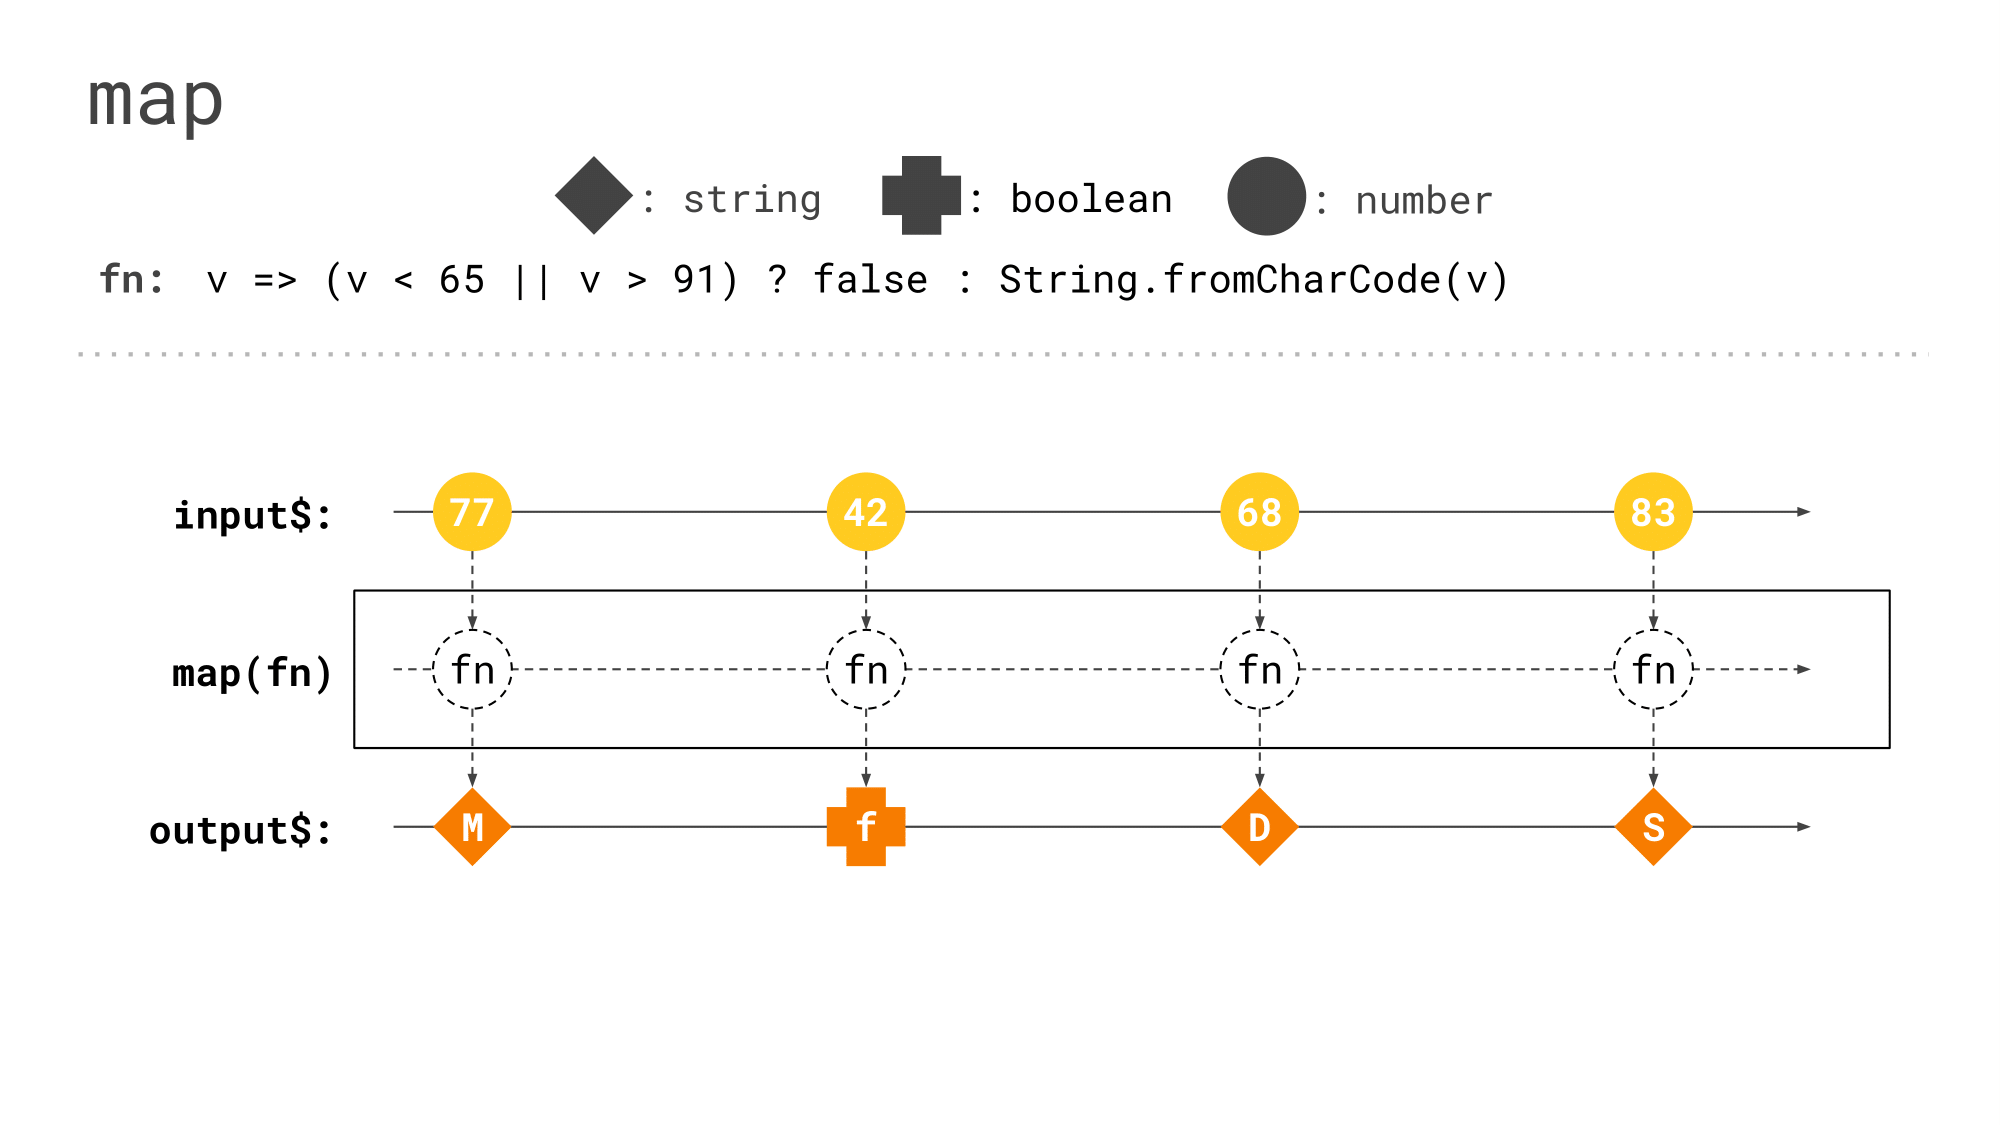 map
: string : boolean : number
fn: v => (v < 65 || v > 91) ? false : String.fromCharCode(v)
input$: 77 42 68 83
map(fn) fn fn fn fn
output$: M f D S